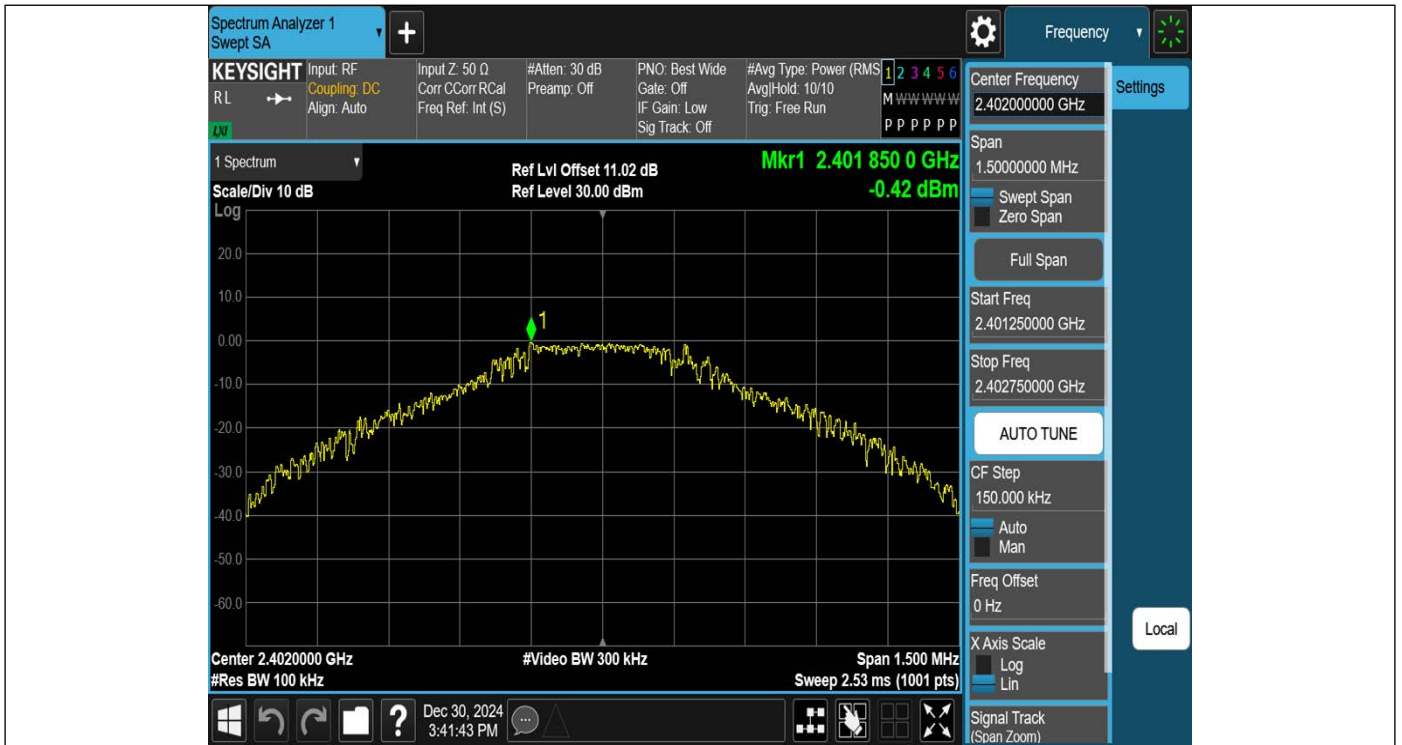 Spectrum Analyzer 1
Swept SA
+
Frequency
KEYSIGHT
RL
LXI
Input: RF
Coupling: DC
Align: Auto
Input Z: 50 Ω
Corr CCorr RCal
Freq Ref: Int (S)
#Atten: 30 dB
Preamp: Off
PNO: Best Wide
Gate: Off
IF Gain: Low
Sig Track: Off
#Avg Type: Power (RMS
Avg|Hold: 10/10
Trig: Free Run
1 2 3 4 5 6
M W W W W W
P P P P P P
1 Spectrum
Scale/Div 10 dB
Ref Lvl Offset 11.02 dB
Ref Level 30.00 dBm
Mkr1 2.401 850 0 GHz
-0.42 dBm
Log
20.0
10.0
0.00
-10.0
-20.0
-30.0
-40.0
-50.0
-60.0
1
Center 2.4020000 GHz
#Res BW 100 kHz
#Video BW 300 kHz
Span 1.500 MHz
Sweep 2.53 ms (1001 pts)
?
Dec 30, 2024
3:41:43 PM
Center Frequency
2.402000000 GHz
Span
1.50000000 MHz
Swept Span
Zero Span
Full Span
Start Freq
2.401250000 GHz
Stop Freq
2.402750000 GHz
AUTO TUNE
CF Step
150.000 kHz
Auto
Man
Freq Offset
0 Hz
X Axis Scale
Log
Lin
Signal Track
(Span Zoom)
Settings
Local